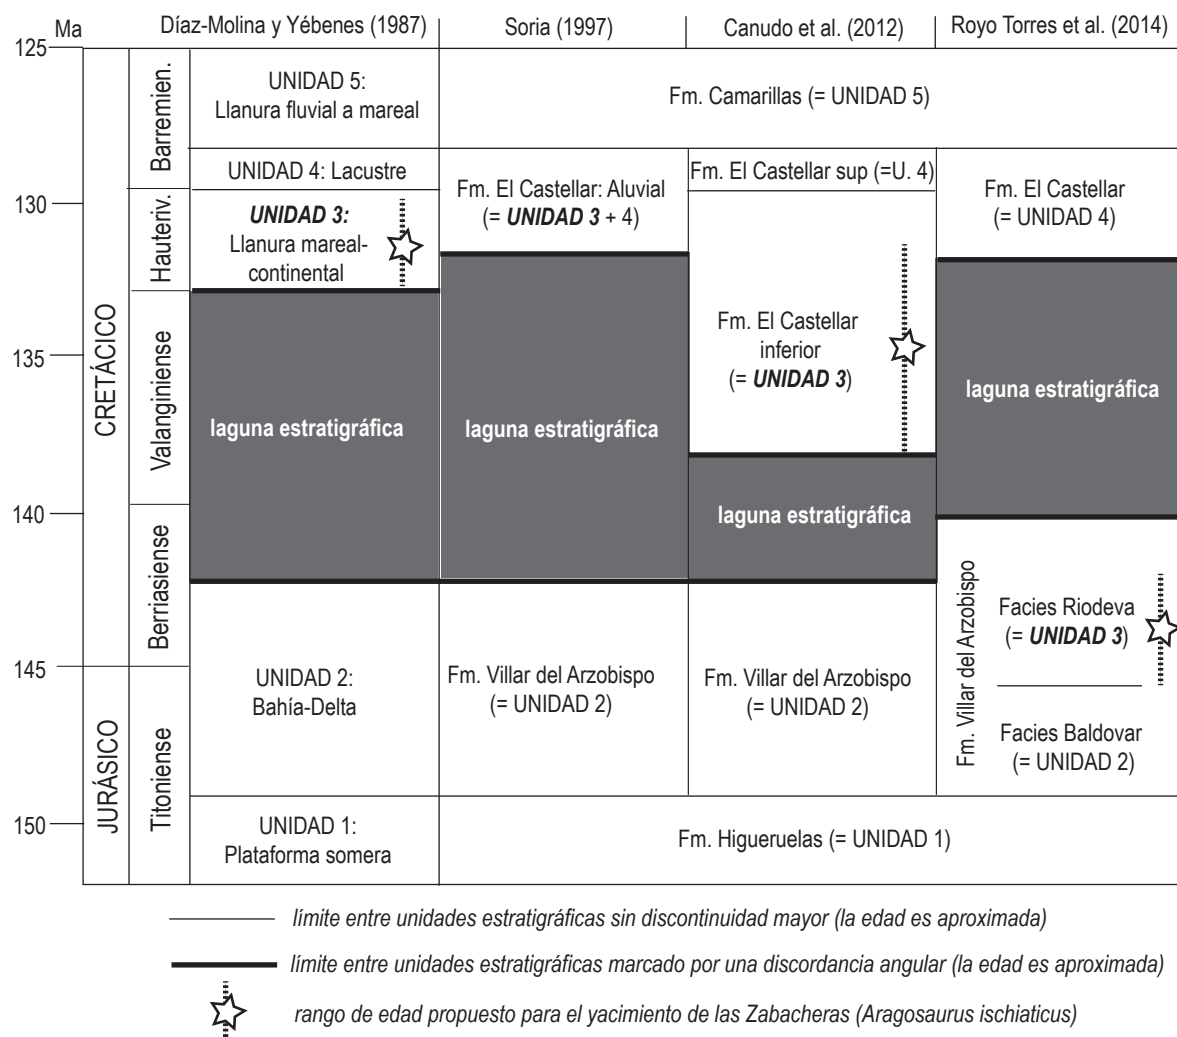 Ma
Díaz-Molina y Yébenes (1987)
Soria (1997)
Canudo et al. (2012)
Royo Torres et al. (2014)
125
130
135
140
145
150
CRETÁCICO
JURÁSICO
Barremien.
Hauteriv.
Valanginiense
Berriasiense
Titoniense
UNIDAD 5:
Llanura fluvial a mareal
UNIDAD 4: Lacustre
UNIDAD 3:
Llanura mareal-
continental
laguna estratigráfica
UNIDAD 2:
Bahía-Delta
UNIDAD 1:
Plataforma somera
Fm. Camarillas (= UNIDAD 5)
Fm. El Castellar: Aluvial
(= UNIDAD 3 + 4)
laguna estratigráfica
Fm. Villar del Arzobispo
(= UNIDAD 2)
Fm. El Castellar sup (=U. 4)
Fm. El Castellar
inferior
(= UNIDAD 3)
laguna estratigráfica
Fm. Villar del Arzobispo
(= UNIDAD 2)
Fm. El Castellar
(= UNIDAD 4)
laguna estratigráfica
Fm. Villar del Arzobispo
Facies Riodeva
(= UNIDAD 3)
Facies Baldovar
(= UNIDAD 2)
Fm. Higueruelas (= UNIDAD 1)
límite entre unidades estratigráficas sin discontinuidad mayor (la edad es aproximada)
límite entre unidades estratigráficas marcado por una discordancia angular (la edad es aproximada)
rango de edad propuesto para el yacimiento de las Zabacheras (Aragosaurus ischiaticus)